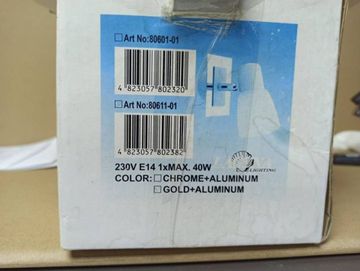 Art No:80601-01
4 823057 802320
Art No:80611-01
4 823057 802382
230V E14 1xMAX. 40W
COLOR: CHROME+ALUMINUM
GOLD+ALUMINUM
LIGHTING